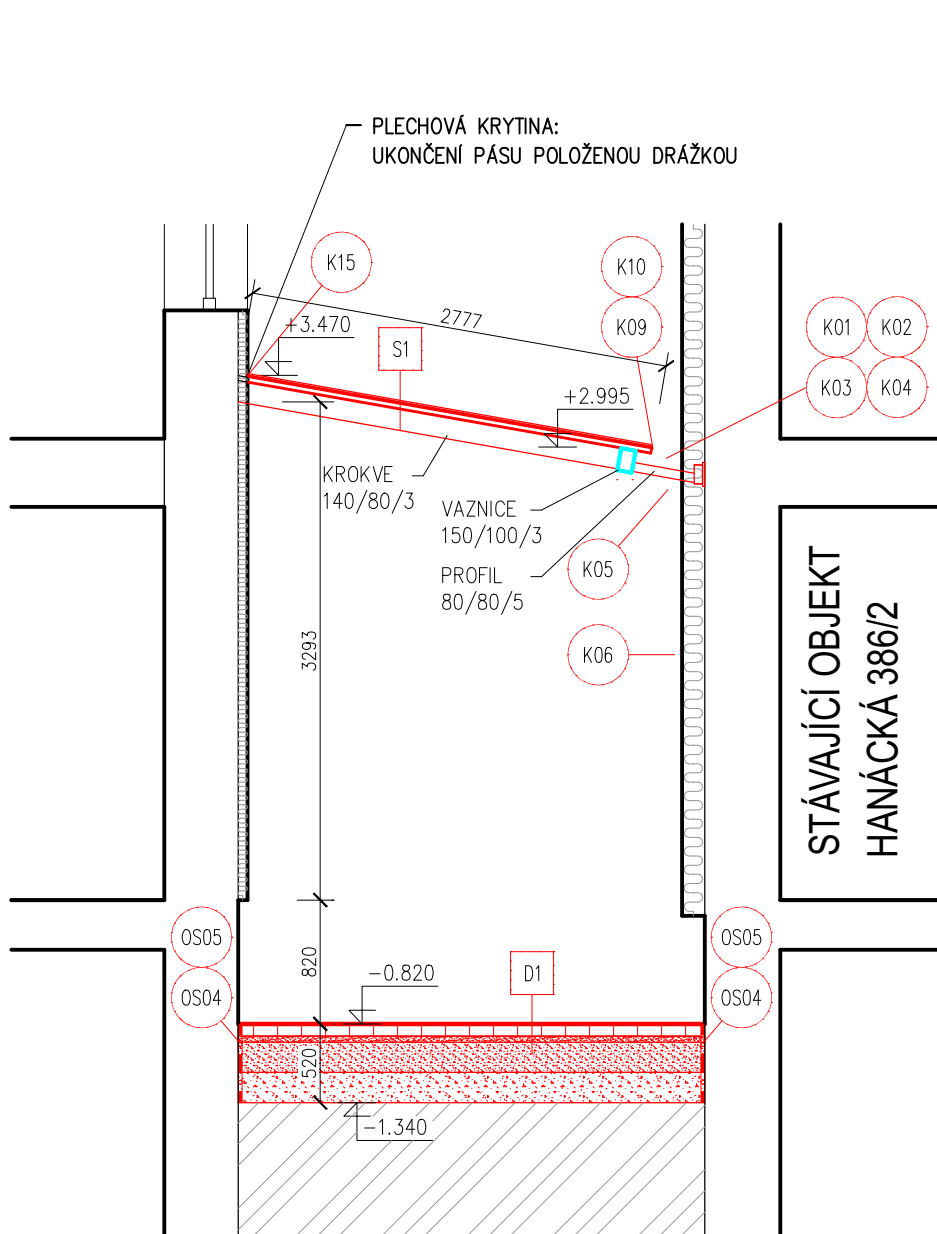 PLECHOVÁ KRYTINA:
UKONČENÍ PÁSU POLOŽENOU DRÁŽKOU
K15
K10
2777
+3.470
K09
K01
K02
S1
K03
K04
+2.995
KROKVE
140/80/3
VAZNICE
150/100/3
K05
PROFIL
80/80/5
3293
K06
STÁVAJÍCÍ OBJEKT
HANÁCKÁ 386/2
OS05
OS05
820
-0.820
D1
OS04
OS04
520
-1.340